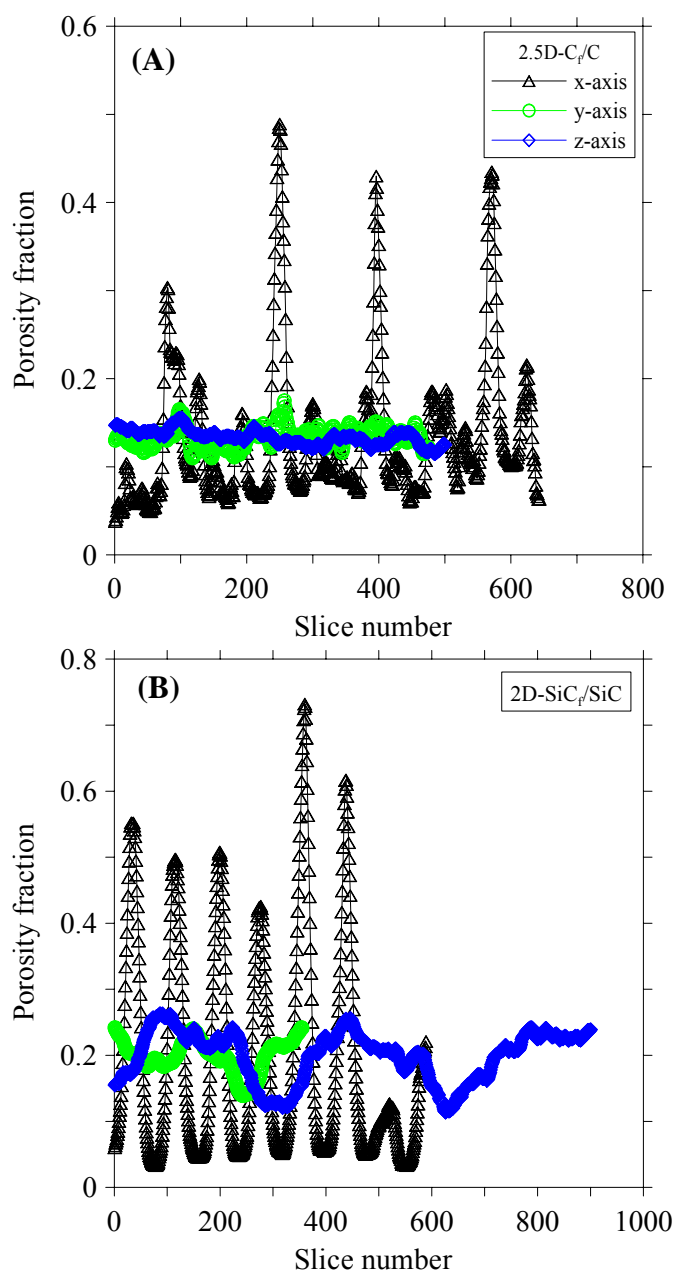 0.6
(A)
2.5D-Cf/C
x-axis
y-axis
z-axis
0.4
Porosity fraction
0.2
0
0 200 400 600 800
Slice number
0.8
(B)
2D-SiCf/SiC
0.6
Porosity fraction
0.4
0.2
0
0 200 400 600 800 1000
Slice number